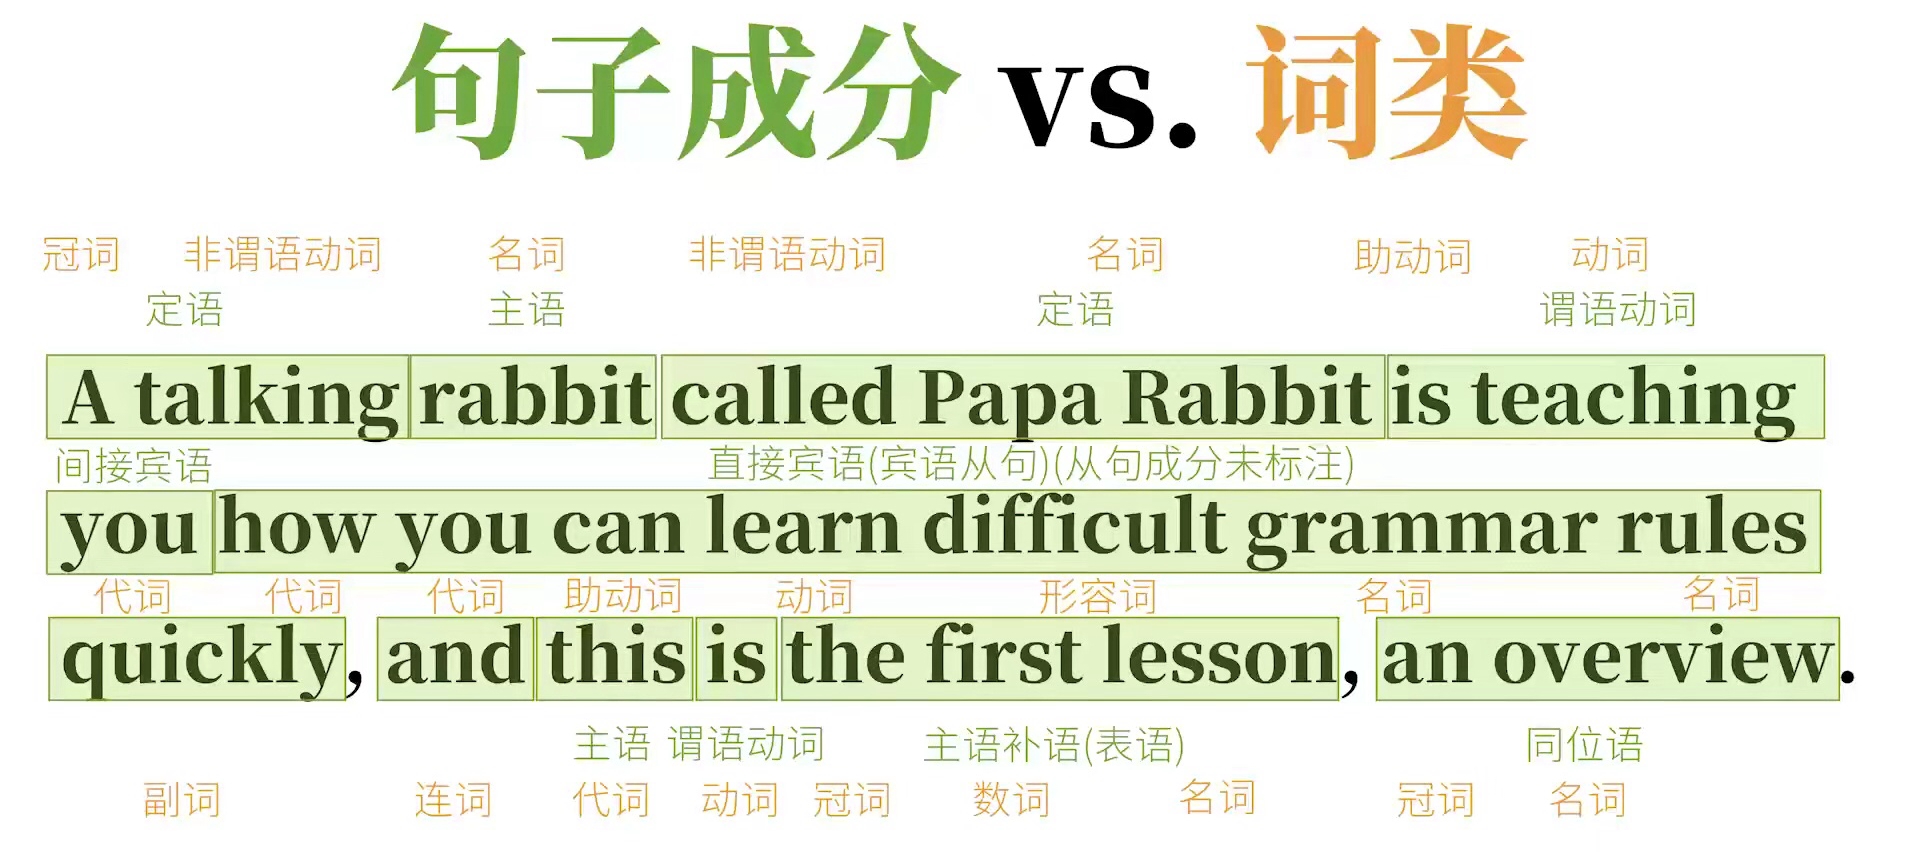 句子成分 vs. 词类
冠词 非谓语动词 名词 非谓语动词 名词 助动词 动词
定语 主语 定语 谓语动词
A talking rabbit called Papa Rabbit is teaching
间接宾语 直接宾语(宾语从句)(从句成分未标注)
you how you can learn difficult grammar rules
代词 代词 代词 助动词 动词 形容词 名词 名词
quickly, and this is the first lesson, an overview.
主语 谓语动词 主语补语(表语) 同位语
副词 连词 代词 动词 冠词 数词 名词 冠词 名词